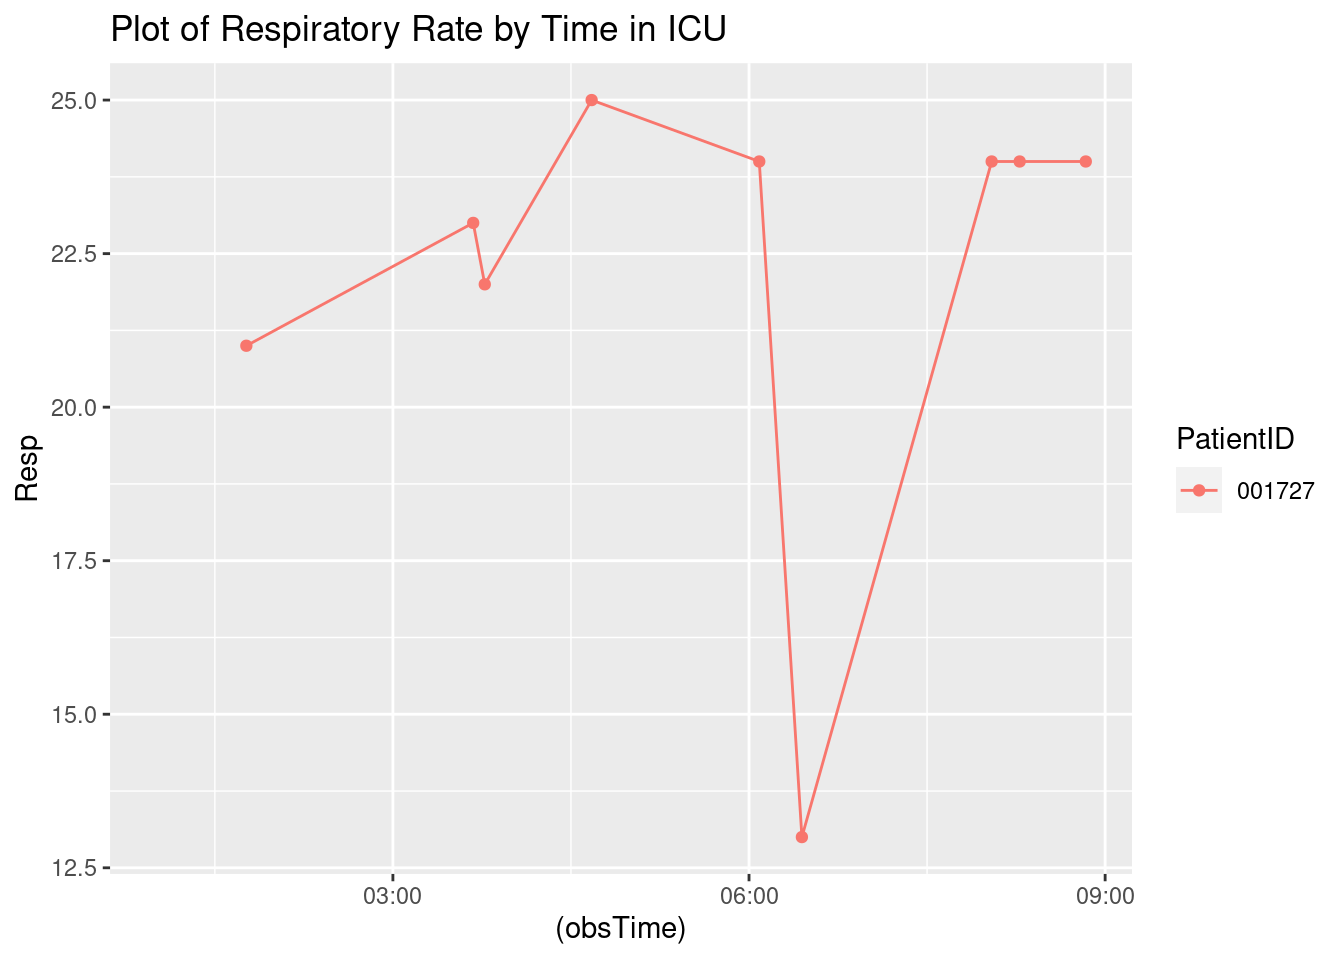 Plot of Respiratory Rate by Time in ICU
25.0
22.5
20.0
17.5
15.0
12.5
Resp
03:00 06:00 09:00
(obsTime)
PatientID
001727